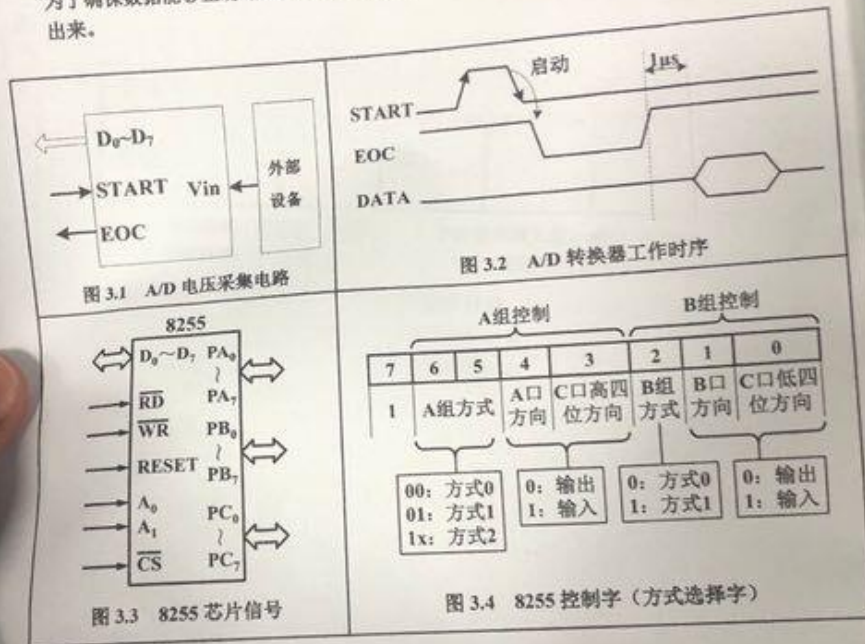 为了确保数据能
出来。
D₀~D₇
START Vin
EOC
外部
设备
图 3.1 A/D 电压采集电路
启动
1μs
START
EOC
DATA
图 3.2 A/D 转换器工作时序
8255
D₀～D₇ PA₀
～
RD PA₇
WR PB₀
～
RESET PB₇
A₀ PC₀
A₁ ～
CS PC₇
图 3.3 8255 芯片信号
A组控制 B组控制
7 6 5 4 3 2 1 0
1 A组方式 A口方向 C口高四位方向 B组方式 B口方向 C口低四位方向
00: 方式0
01: 方式1
1x: 方式2
0: 输出
1: 输入
0: 方式0
1: 方式1
0: 输出
1: 输入
图 3.4 8255 控制字（方式选择字）